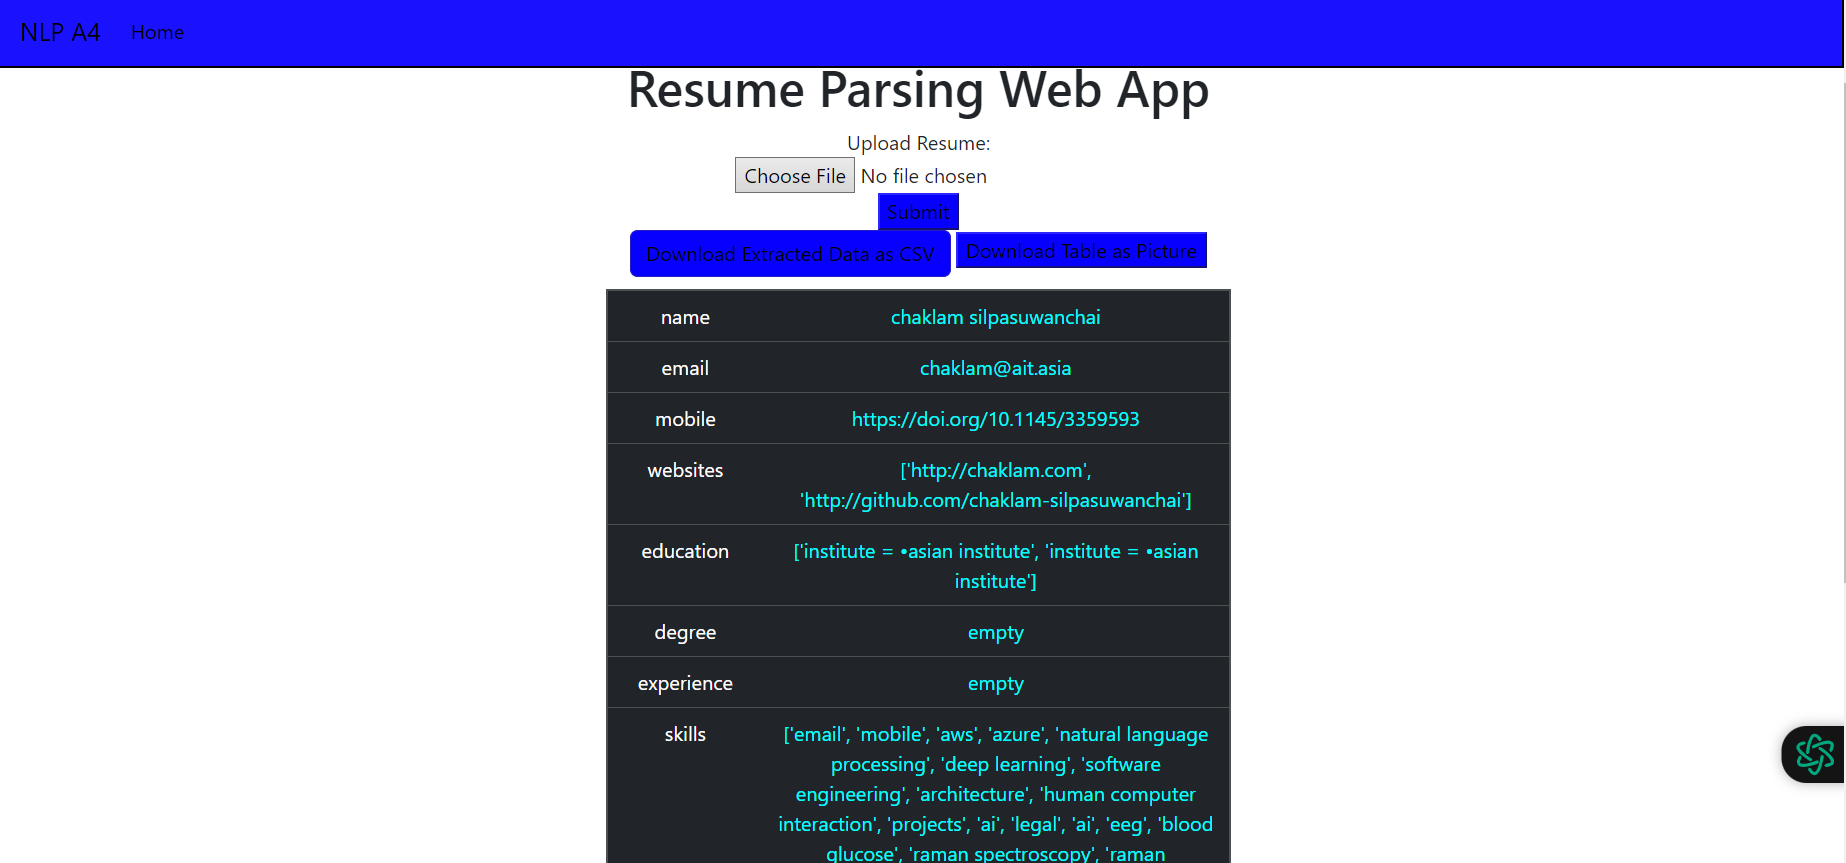 NLP A4 Home
Resume Parsing Web App
Upload Resume:
Choose File No file chosen
Submit
Download Extracted Data as CSV Download Table as Picture
name chaklam silpasuwanchai
email chaklam@ait.asia
mobile https://doi.org/10.1145/3359593
websites ['http://chaklam.com',
'http://github.com/chaklam-silpasuwanchai']
education ['institute = •asian institute', 'institute = •asian
institute']
degree empty
experience empty
skills ['email', 'mobile', 'aws', 'azure', 'natural language
processing', 'deep learning', 'software
engineering', 'architecture', 'human computer
interaction', 'projects', 'ai', 'legal', 'ai', 'eeg', 'blood
glucose', 'raman spectroscopy', 'raman